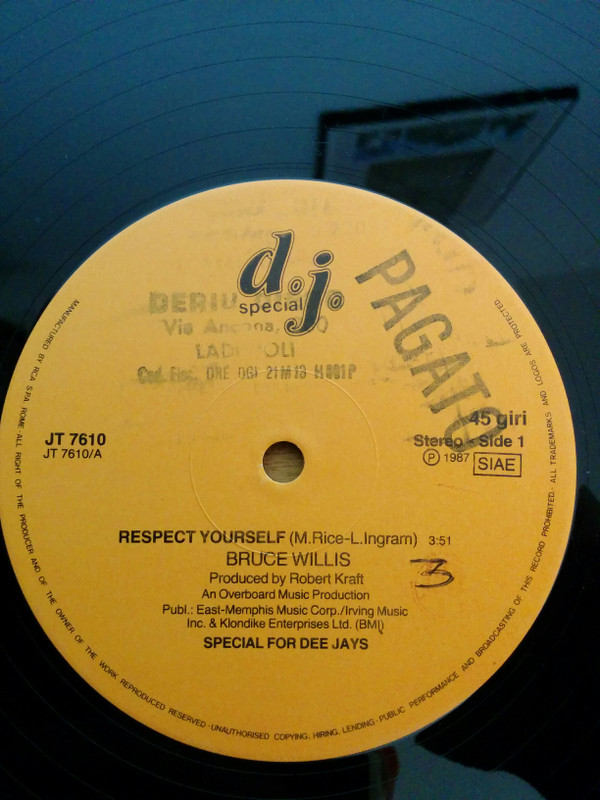 d.j.
special
PAGATO
Via
Cod. Fisc.
JT 7610
JT 7610/A
45 giri
Stereo - Side 1
Ⓟ 1987 SIAE
RESPECT YOURSELF (M.Rice-L.Ingram) 3:51
BRUCE WILLIS
Produced by Robert Kraft
An Overboard Music Production
Publ.: East-Memphis Music Corp./Irving Music
Inc. & Klondike Enterprises Ltd. (BMI)
SPECIAL FOR DEE JAYS
3
MANUFACTURED BY RCA S.P.A. ROME - ALL RIGHT OF THE PRODUCER AND OF THE OWNER OF THE WORK REPRODUCED RESERVED - UNAUTHORISED COPYING, HIRING, LENDING - PUBLIC PERFORMANCE AND BROADCASTING OF THIS RECORD PROHIBITED - ALL TRADEMARKS AND LOGOS ARE PROTECTED